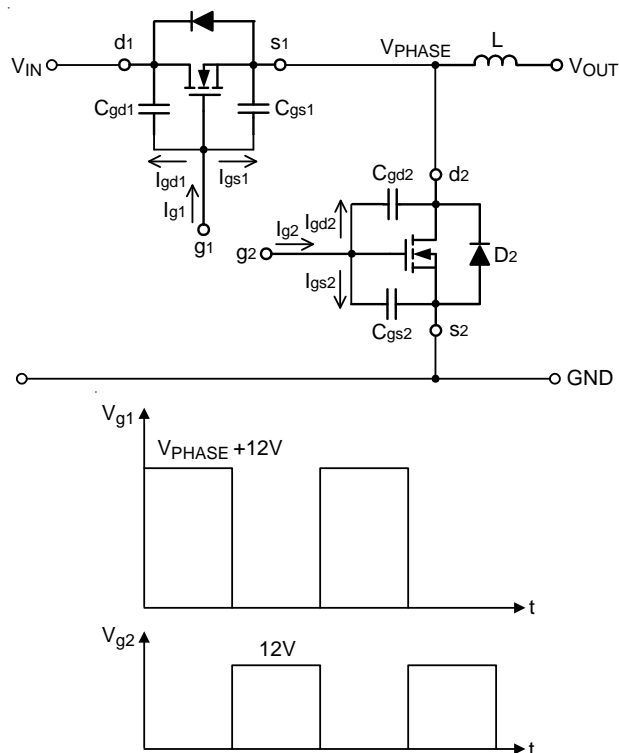 d1
s1
VPHASE
L
VIN
VOUT
Cgd1
Cgs1
Igd1
Igs1
Cgd2
d2
Ig1
Ig2
Igd2
g1
g2
D2
Igs2
Cgs2
s2
GND
Vg1
VPHASE +12V
t
Vg2
12V
t